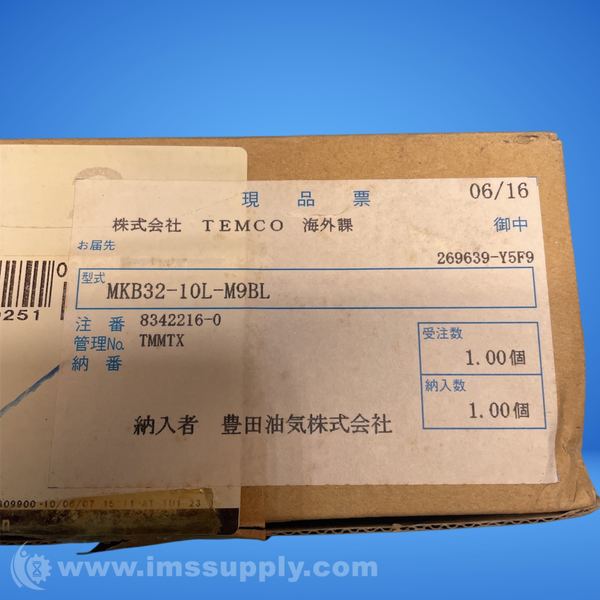 現品票 06/16
株式会社 TEMCO 海外課 御中
お届先
269639-Y5F9
型式 MKB32-10L-M9BL
注番 8342216-0
管理No. TMMTX
納番
受注数
1.00個
納入数
1.00個
納入者 豊田油気株式会社
0
0251
www.imssupply.com